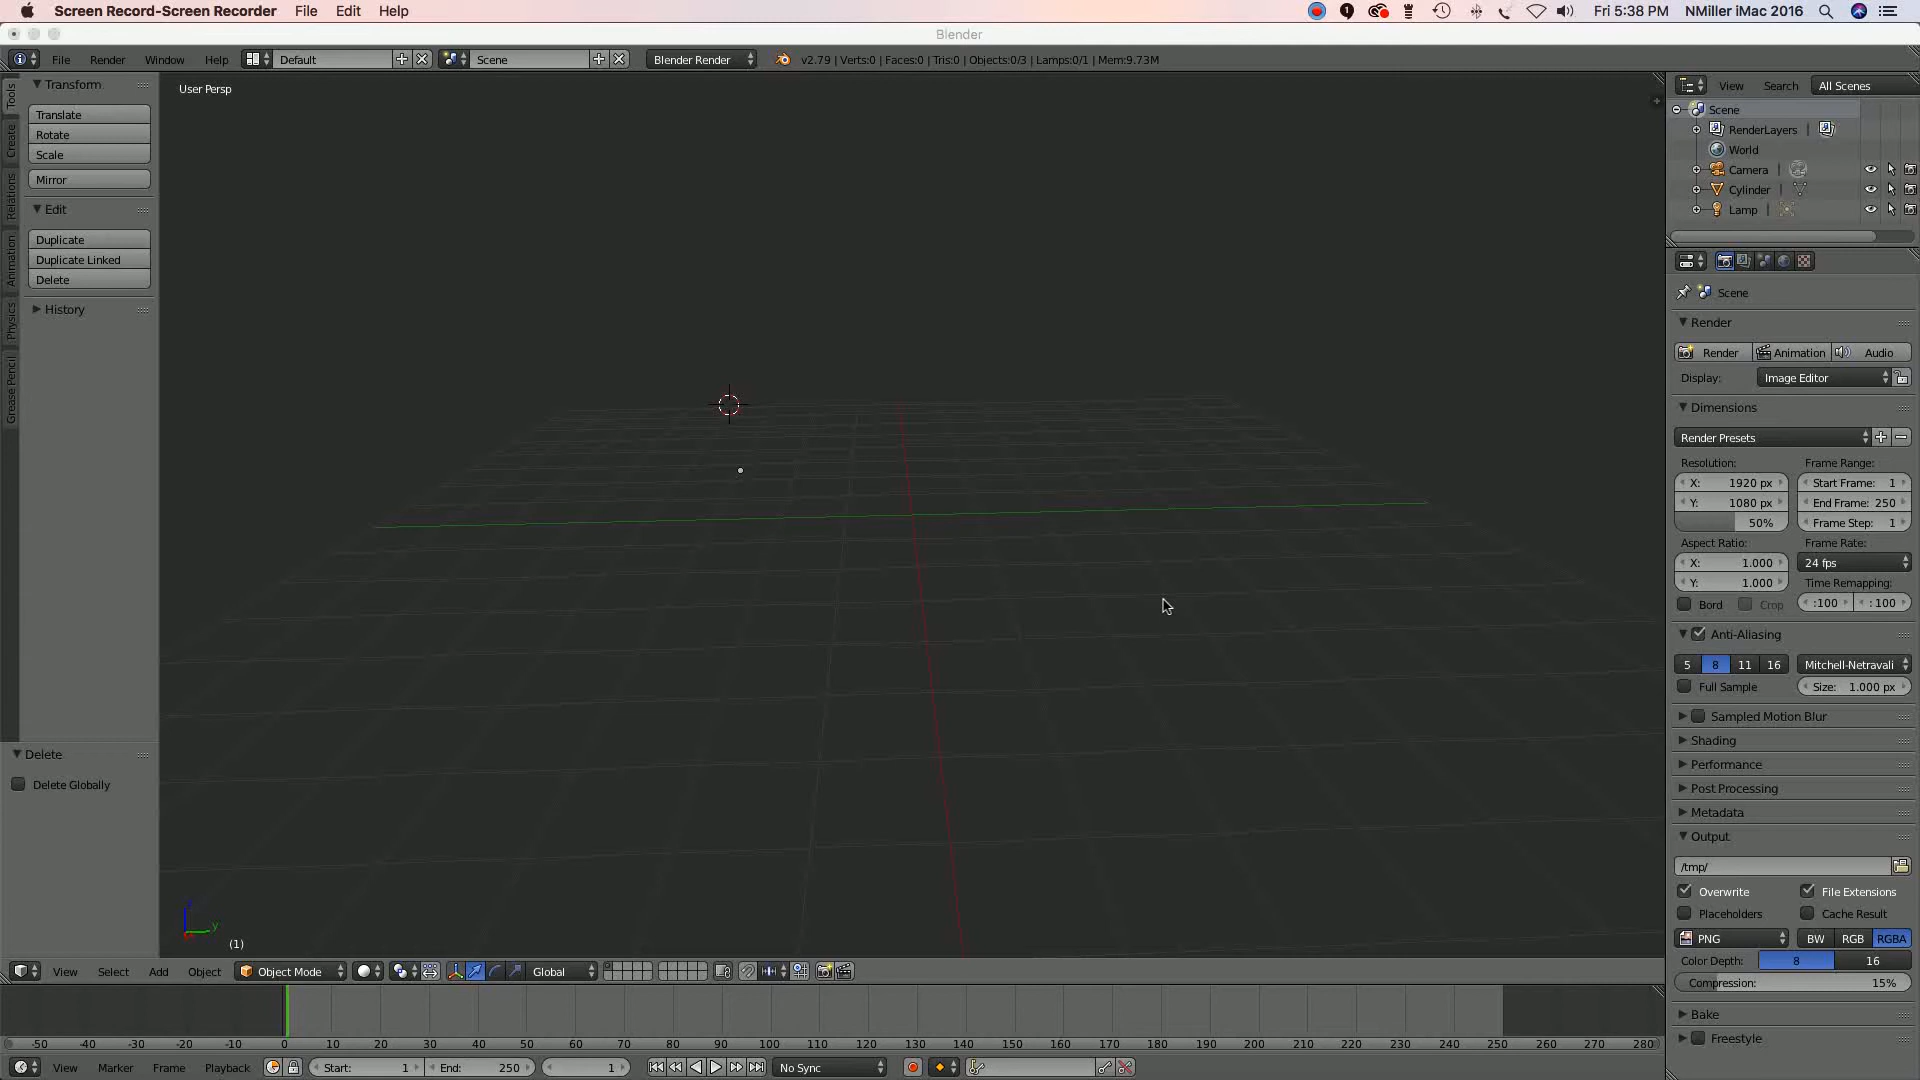 Screen Record-Screen Recorder File Edit Help Fri 5:38 PM NMiller iMac 2016
Blender
File Render Window Help Default Scene Blender Render v2.79 | Verts:0 | Faces:0 | Tris:0 | Objects:0/3 | Lamps:0/1 | Mem:9.73M
Tools
Create
Relations
Animation
Physics
Grease Pencil
Transform
Translate
Rotate
Scale
Mirror
Edit
Duplicate
Duplicate Linked
Delete
History
Delete
Delete Globally
User Persp
y
(1)
View Search All Scenes
Scene
RenderLayers |
World
Camera |
Cylinder |
Lamp |
Scene
Render
Render Animation Audio
Display: Image Editor
Dimensions
Render Presets
Resolution: Frame Range:
X: 1920 px Start Frame: 1
Y: 1080 px End Frame: 250
50% Frame Step: 1
Aspect Ratio: Frame Rate:
X: 1.000 24 fps
Y: 1.000 Time Remapping:
Bord Crop :100 : 100
Anti-Aliasing
5 8 11 16 Mitchell-Netravali
Full Sample Size: 1.000 px
Sampled Motion Blur
Shading
Performance
Post Processing
Metadata
Output
/tmp/
Overwrite File Extensions
Placeholders Cache Result
PNG BW RGB RGBA
Color Depth: 8 16
Compression: 15%
Bake
Freestyle
View Select Add Object Object Mode Global
-50 -40 -30 -20 -10 0 10 20 30 40 50 60 70 80 90 100 110 120 130 140 150 160 170 180 190 200 210 220 230 240 250 260 270 280
View Marker Frame Playback Start: 1 End: 250 1 No Sync